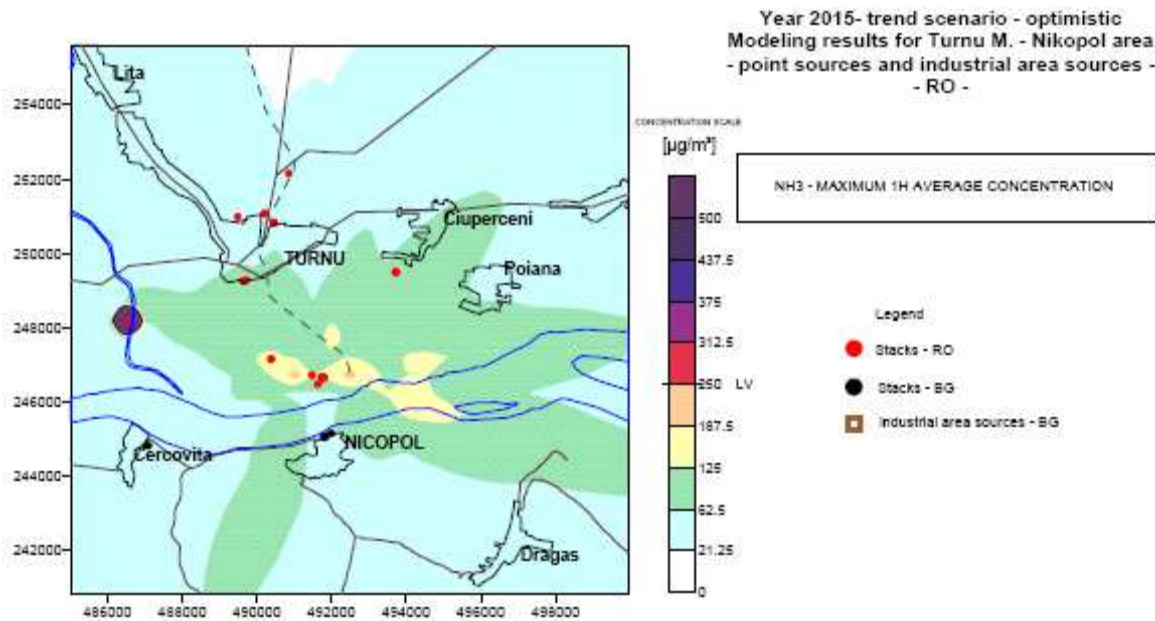 Year 2015- trend scenario - optimistic
Modeling results for Turnu M. - Nikopol area
- point sources and industrial area sources -
- RO -
CONCENTRATION SCALE
[µg/m³]
500
437.5
375
312.5
250 LV
187.5
125
62.5
21.25
0
NH3 - MAXIMUM 1H AVERAGE CONCENTRATION
Legend
Stacks - RO
Stacks - BG
Industrial area sources - BG
Lita
Ciuperceni
TURNU
Poiana
NICOPOL
Cercovita
Dragas
254000
252000
250000
248000
246000
244000
242000
486000
488000
490000
492000
494000
496000
498000